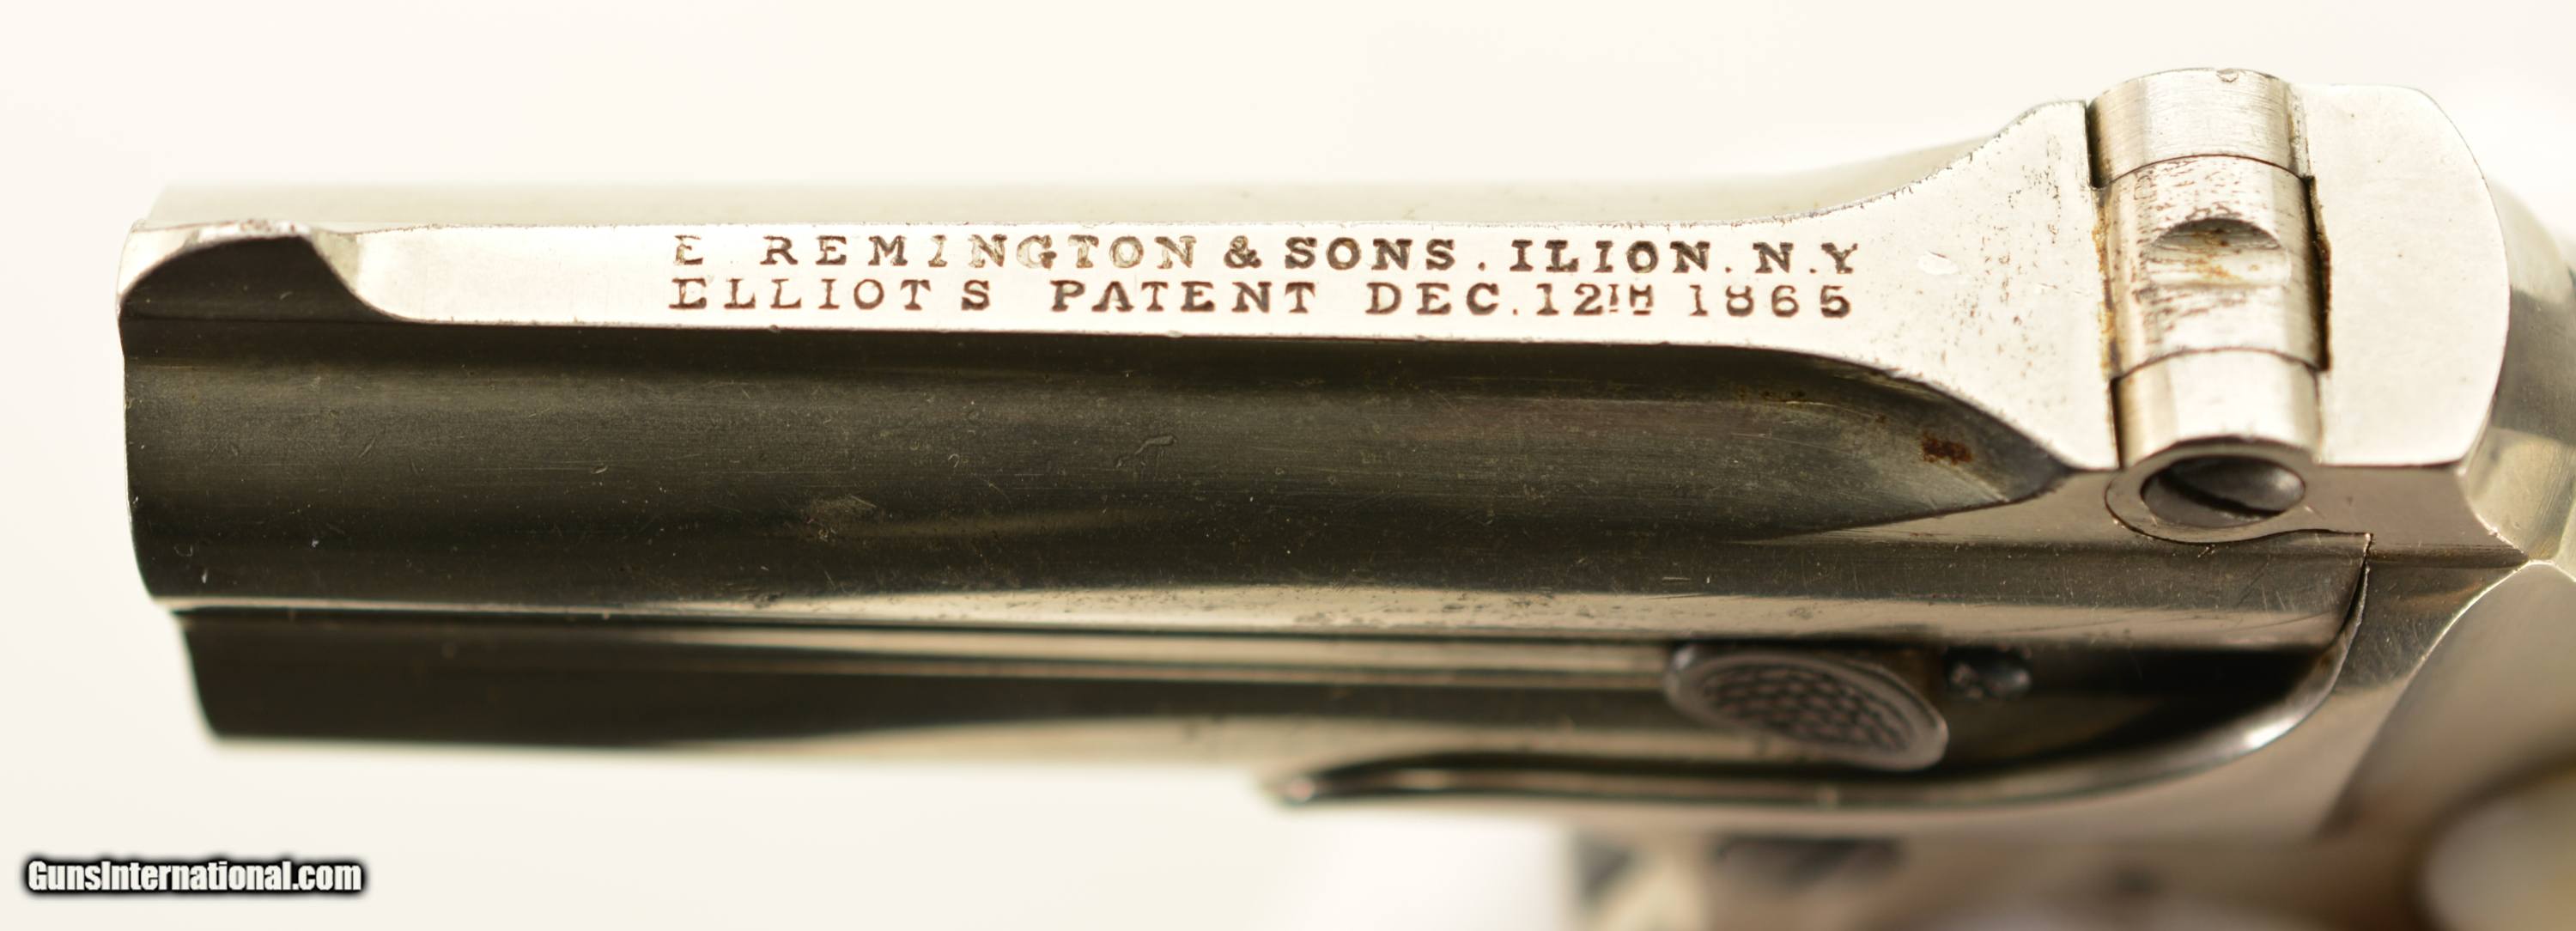 E REMINGTON & SONS. ILION. N.Y
ELLIOTS PATENT DEC. 12TH 1865
GunsInternational.com